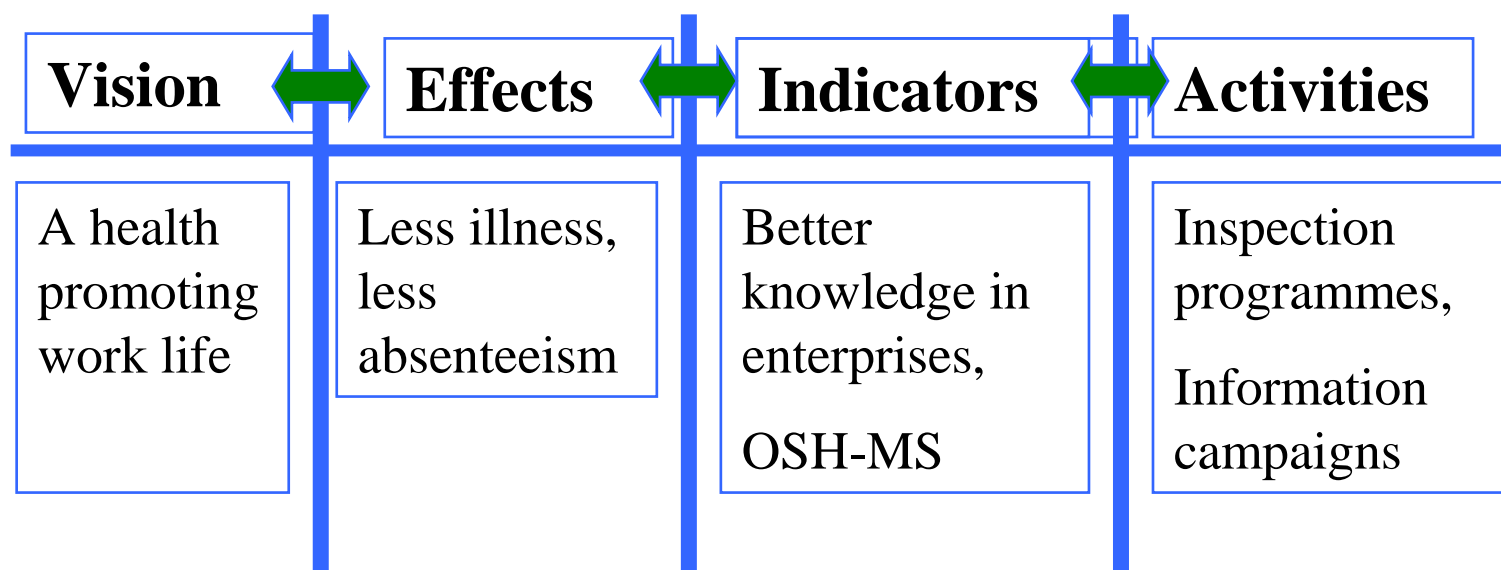 Vision
Effects
Indicators
Activities
A health
promoting
work life
Less illness,
less
absenteeism
Better
knowledge in
enterprises,
OSH-MS
Inspection
programmes,
Information
campaigns